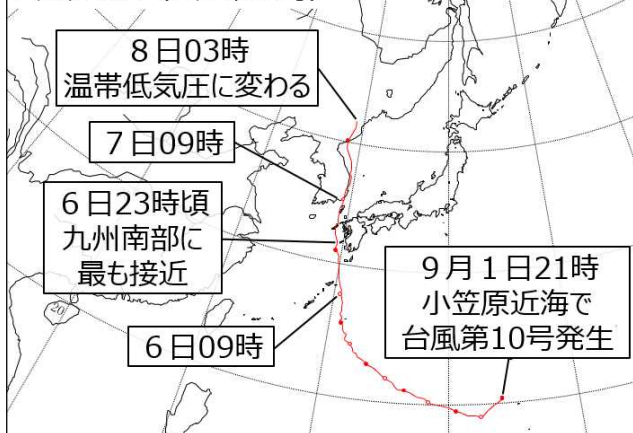 8日03時
温帯低気圧に変わる
7日09時
6日23時頃
九州南部に
最も接近
9月1日21時
小笠原近海で
台風第10号発生
6日09時
20